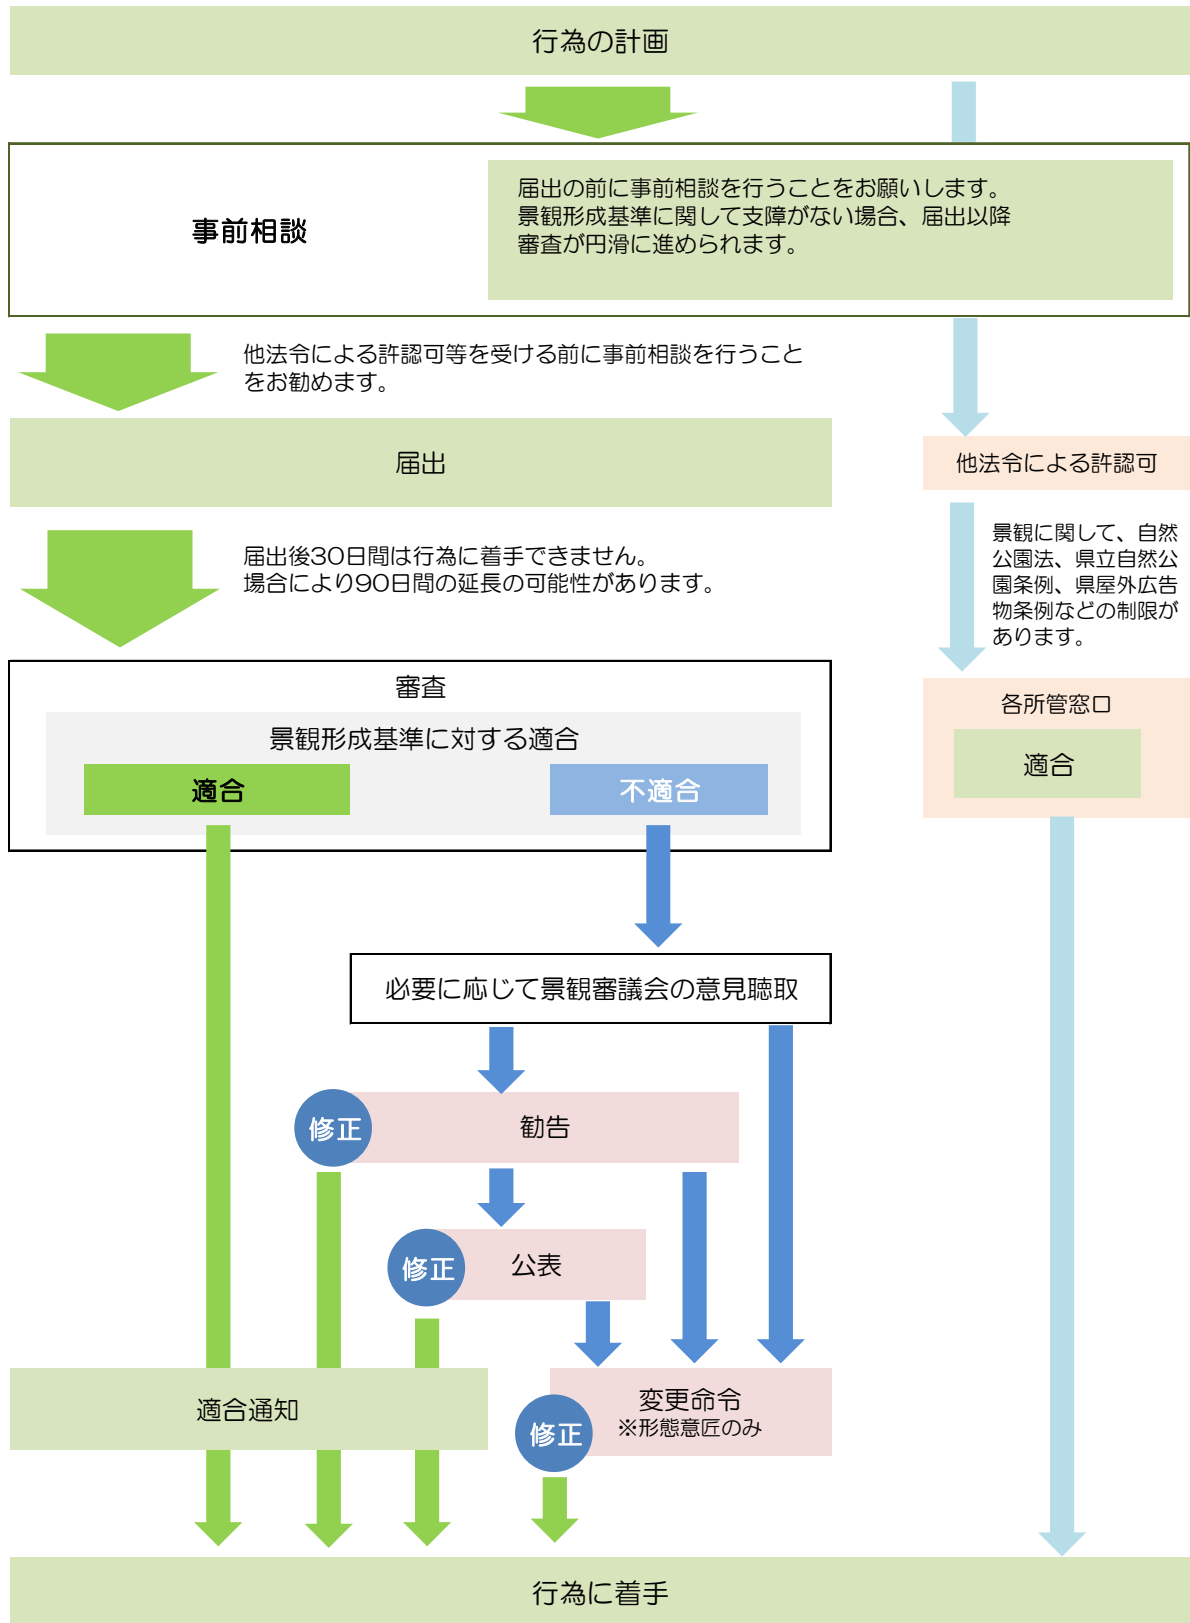 行為の計画
事前相談
届出の前に事前相談を行うことをお願いします。
景観形成基準に関して支障がない場合、届出以降
審査が円滑に進められます。
他法令による許認可等を受ける前に事前相談を行うこと
をお勧めます。
届出
他法令による許認可
届出後30日間は行為に着手できません。
場合により90日間の延長の可能性があります。
景観に関して、自然
公園法、県立自然公
園条例、県屋外広告
物条例などの制限が
あります。
審査
景観形成基準に対する適合
適合
不適合
各所管窓口
適合
必要に応じて景観審議会の意見聴取
修正
勧告
修正
公表
適合通知
修正
変更命令
※形態意匠のみ
行為に着手